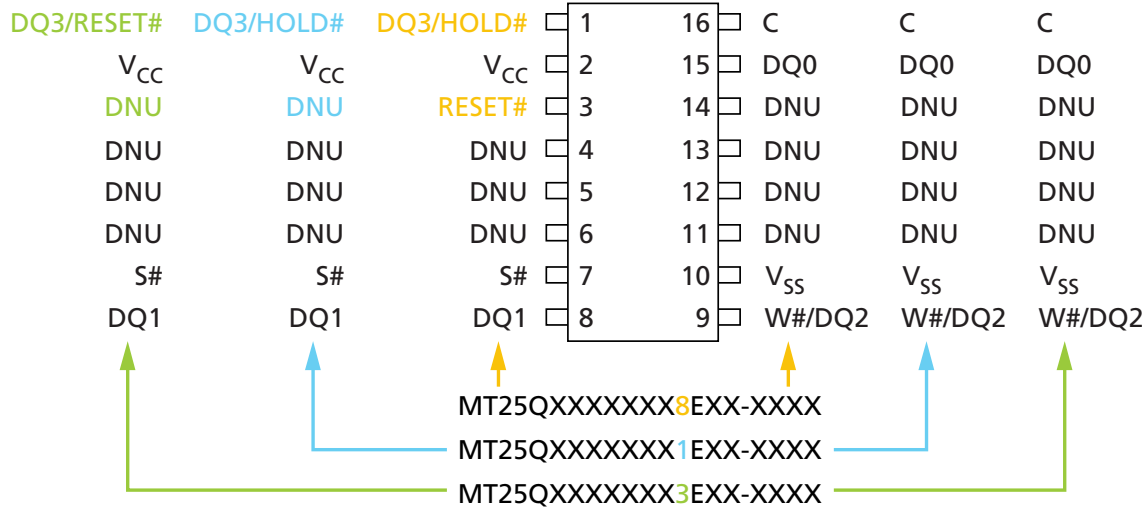 DQ3/RESET# DQ3/HOLD# DQ3/HOLD# 1 16 C C C
VCC VCC VCC 2 15 DQ0 DQ0 DQ0
DNU DNU RESET# 3 14 DNU DNU DNU
DNU DNU DNU 4 13 DNU DNU DNU
DNU DNU DNU 5 12 DNU DNU DNU
DNU DNU DNU 6 11 DNU DNU DNU
S# S# S# 7 10 VSS VSS VSS
DQ1 DQ1 DQ1 8 9 W#/DQ2 W#/DQ2 W#/DQ2
MT25QXXXXXXX8EXX-XXXX
MT25QXXXXXXX1EXX-XXXX
MT25QXXXXXXX3EXX-XXXX